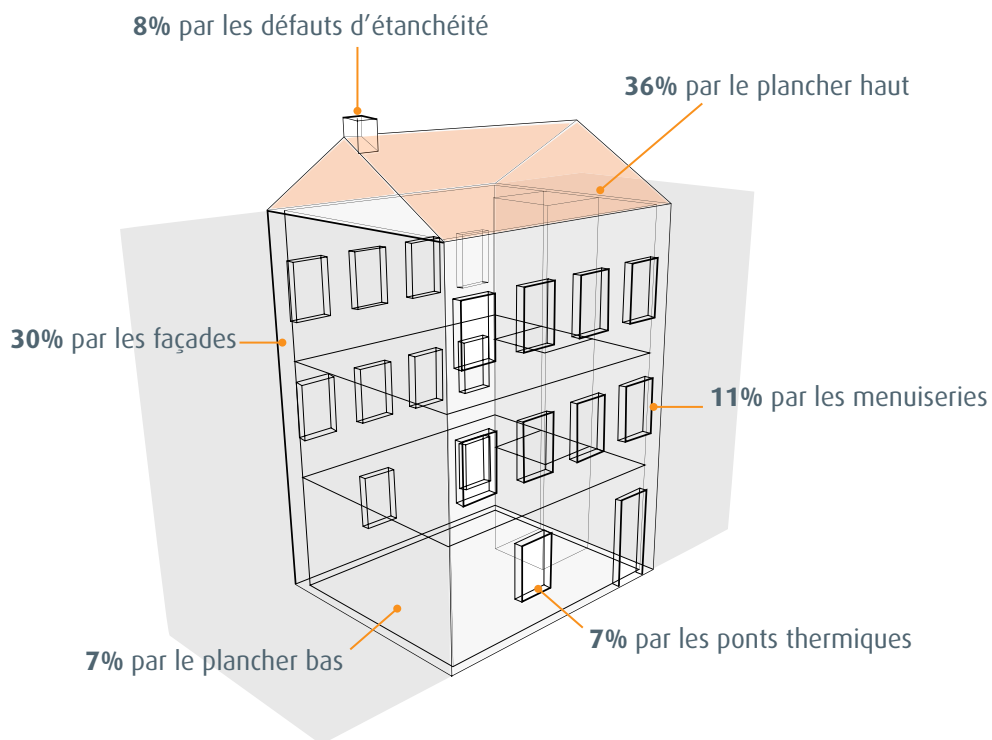 8% par les défauts d’étanchéité
36% par le plancher haut
30% par les façades
11% par les menuiseries
7% par les ponts thermiques
7% par le plancher bas